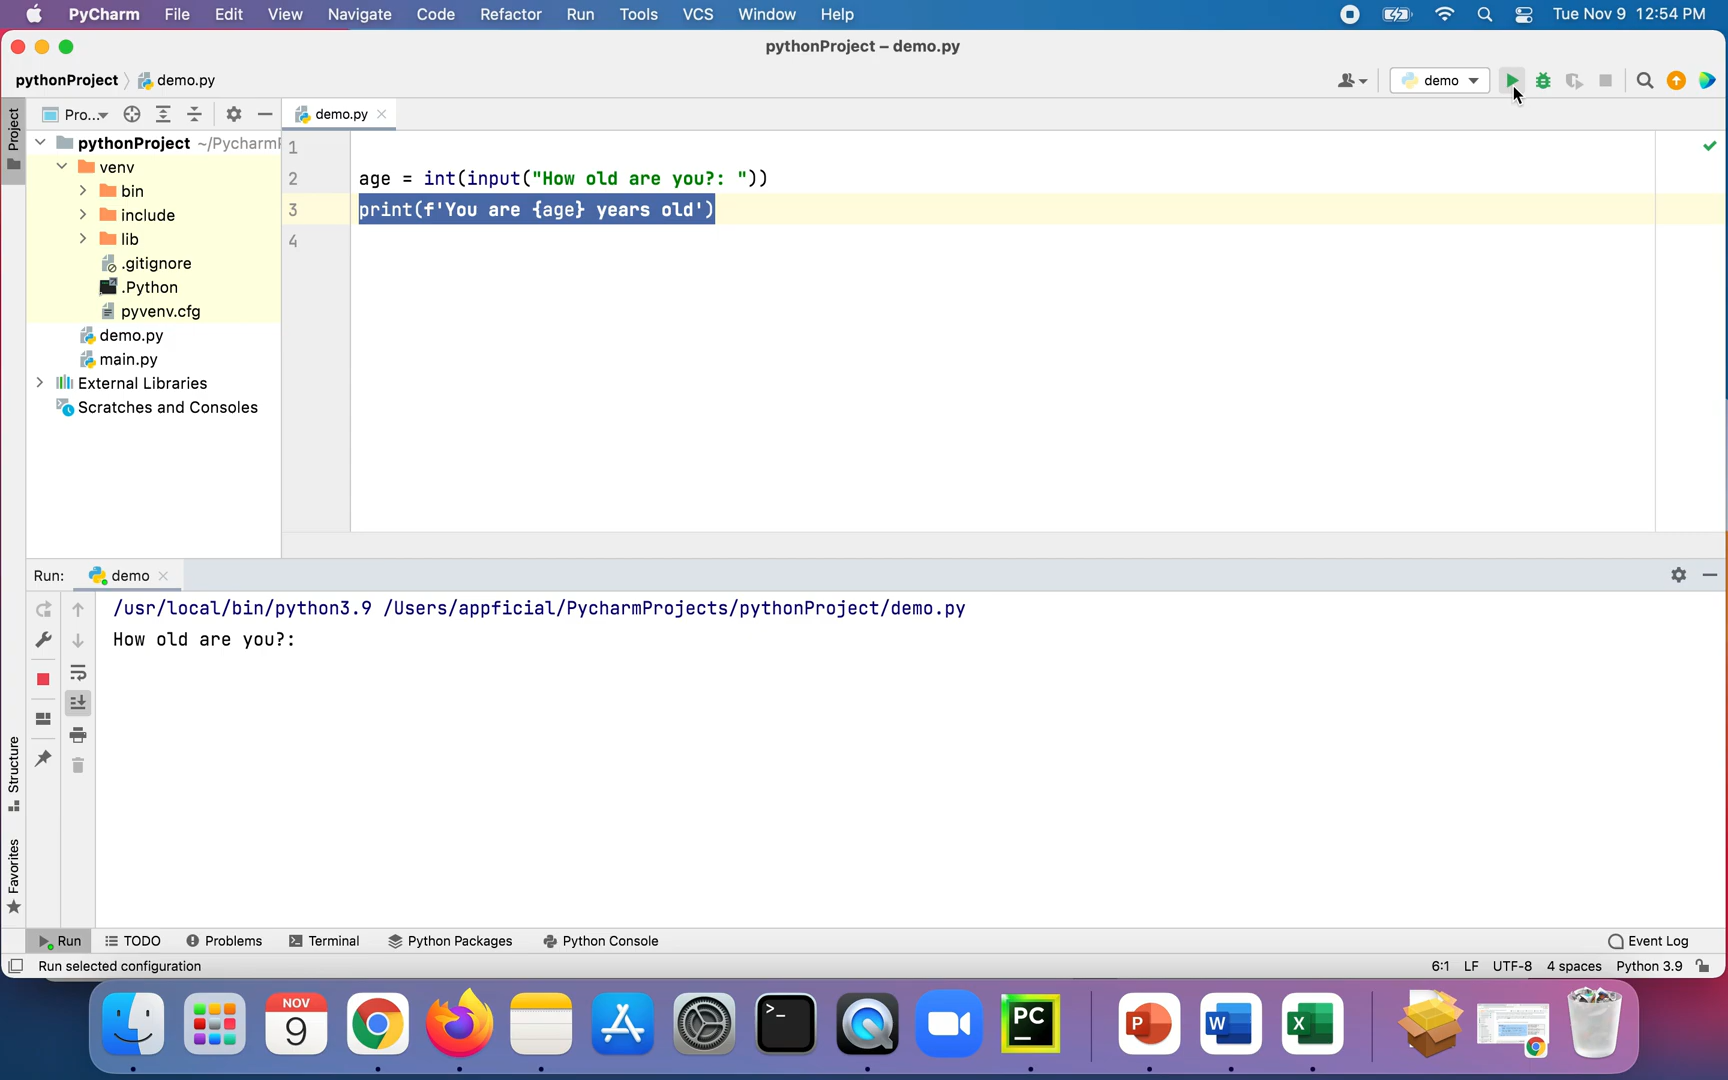 PyCharm File Edit View Navigate Code Refactor Run Tools VCS Window Help Tue Nov 9 12:54 PM
pythonProject – demo.py
pythonProject demo.py demo
Project
Pro... demo.py
pythonProject ~/Pycharm
venv
bin
include
lib
.gitignore
.Python
pyvenv.cfg
demo.py
main.py
External Libraries
Scratches and Consoles
1
2 age = int(input("How old are you?: "))
3 print(f'You are {age} years old')
4
Run: demo
/usr/local/bin/python3.9 /Users/appficial/PycharmProjects/pythonProject/demo.py
How old are you?:
Structure
Favorites
Run TODO Problems Terminal Python Packages Python Console Event Log
Run selected configuration 6:1 LF UTF-8 4 spaces Python 3.9
NOV
9
>_
PC
P
W
X